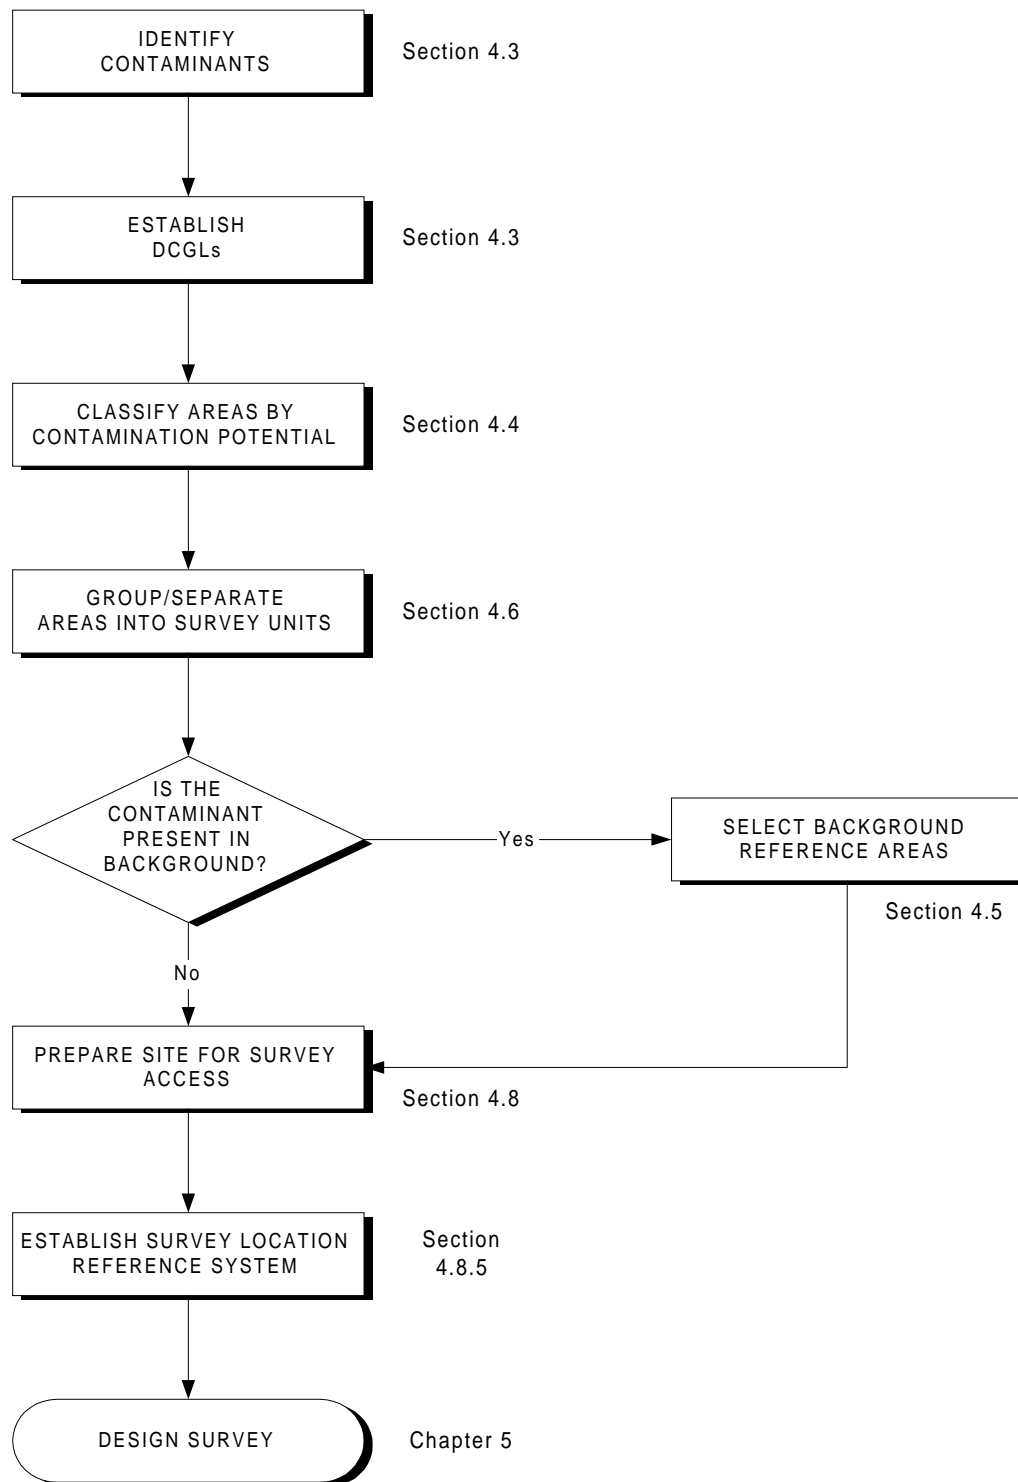 IDENTIFY
CONTAMINANTS
Section 4.3
ESTABLISH
DCGLs
Section 4.3
CLASSIFY AREAS BY
CONTAMINATION POTENTIAL
Section 4.4
GROUP/SEPARATE
AREAS INTO SURVEY UNITS
Section 4.6
IS THE
CONTAMINANT
PRESENT IN
BACKGROUND?
Yes
SELECT BACKGROUND
REFERENCE AREAS
Section 4.5
No
PREPARE SITE FOR SURVEY
ACCESS
Section 4.8
ESTABLISH SURVEY LOCATION
REFERENCE SYSTEM
Section
4.8.5
DESIGN SURVEY
Chapter 5